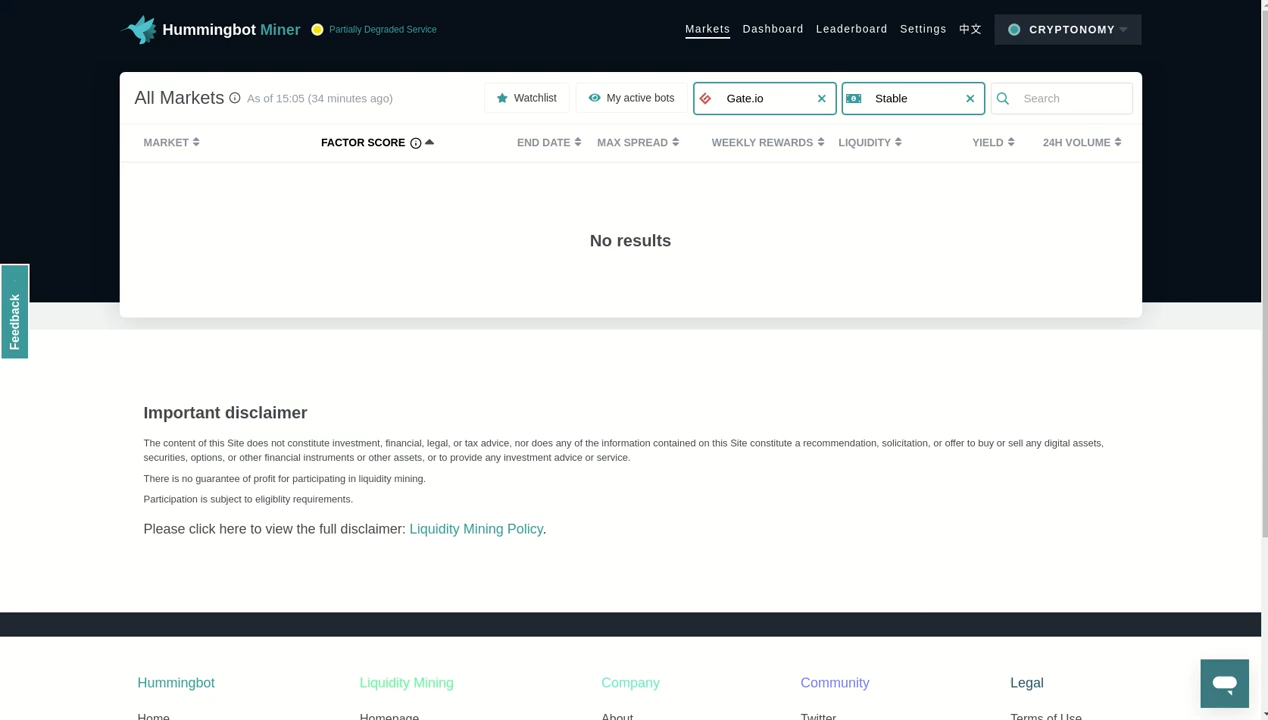 Hummingbot Miner
Partially Degraded Service
Markets
Dashboard
Leaderboard
Settings
中文
CRYPTONOMY
All Markets
As of 15:05 (34 minutes ago)
Watchlist
My active bots
Gate.io
Stable
Search
MARKET
FACTOR SCORE
END DATE
MAX SPREAD
WEEKLY REWARDS
LIQUIDITY
YIELD
24H VOLUME
No results
Feedback
Important disclaimer
The content of this Site does not constitute investment, financial, legal, or tax advice, nor does any of the information contained on this Site constitute a recommendation, solicitation, or offer to buy or sell any digital assets,
securities, options, or other financial instruments or other assets, or to provide any investment advice or service.
There is no guarantee of profit for participating in liquidity mining.
Participation is subject to eligiblity requirements.
Please click here to view the full disclaimer: Liquidity Mining Policy.
Hummingbot
Liquidity Mining
Company
Community
Legal
Home
Homepage
About
Twitter
Terms of Use